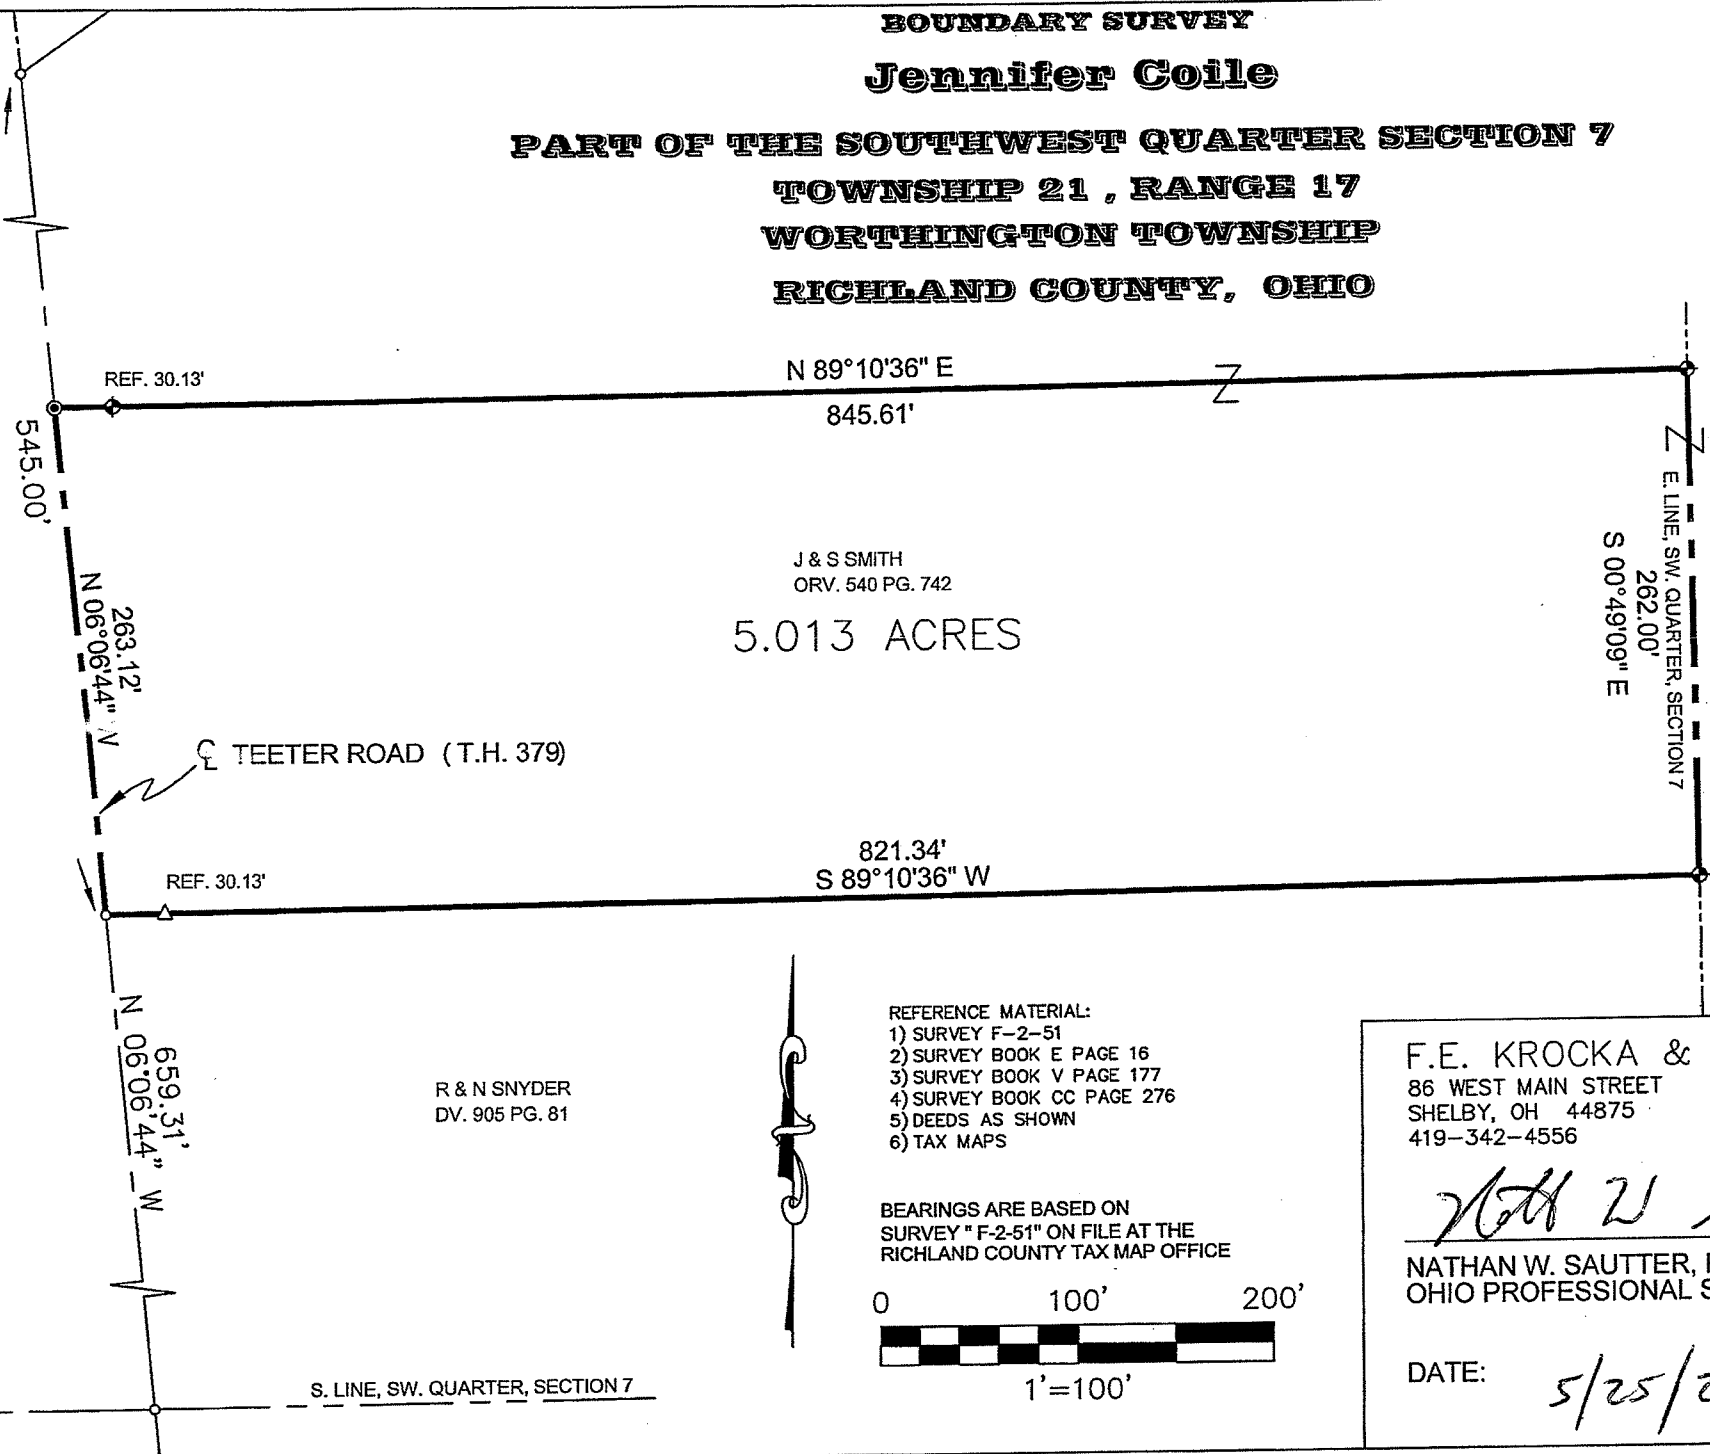 BOUNDARY SURVEY
Jennifer Coile
PART OF THE SOUTHWEST QUARTER SECTION 7
TOWNSHIP 21 , RANGE 17
WORTHINGTON TOWNSHIP
RICHLAND COUNTY, OHIO
REF. 30.13'
N 89°10'36" E
845.61'
545.00'
263.12'
N 06°06'44" W
J & S SMITH
ORV. 540 PG. 742
5.013 ACRES
E. LINE, SW. QUARTER, SECTION 7
262.00'
S 00°49'09" E
℄ TEETER ROAD (T.H. 379)
REF. 30.13'
821.34'
S 89°10'36" W
659.31'
N 06°06'44" W
R & N SNYDER
DV. 905 PG. 81
REFERENCE MATERIAL:
1) SURVEY F-2-51
2) SURVEY BOOK E PAGE 16
3) SURVEY BOOK V PAGE 177
4) SURVEY BOOK CC PAGE 276
5) DEEDS AS SHOWN
6) TAX MAPS
BEARINGS ARE BASED ON
SURVEY " F-2-51" ON FILE AT THE
RICHLAND COUNTY TAX MAP OFFICE
0 100' 200'
1'=100'
S. LINE, SW. QUARTER, SECTION 7
F.E. KROCKA &
86 WEST MAIN STREET
SHELBY, OH 44875
419-342-4556
NATHAN W. SAUTTER,
OHIO PROFESSIONAL
DATE: 5/25/